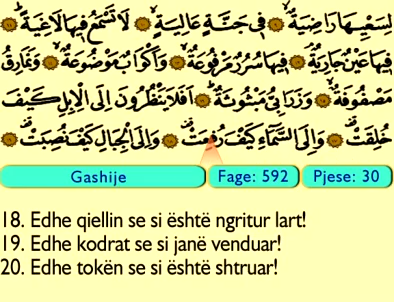 لِسَعْيِهَا رَاضِيَةٌ ۝ فِي جَنَّةٍ عَالِيَةٍ ۝ لَا تَسْمَعُ فِيهَا لَاغِيَةً ۝
فِيهَا عَيْنٌ جَارِيَةٌ ۝ فِيهَا سُرُرٌ مَرْفُوعَةٌ ۝ وَأَكْوَابٌ مَوْضُوعَةٌ ۝ وَنَمَارِقُ
مَصْفُوفَةٌ ۝ وَزَرَابِيُّ مَبْثُوثَةٌ ۝ أَفَلَا يَنْظُرُونَ إِلَى الْإِبِلِ كَيْفَ
خُلِقَتْ ۝ وَإِلَى السَّمَاءِ كَيْفَ رُفِعَتْ ۝ وَإِلَى الْجِبَالِ كَيْفَ نُصِبَتْ ۝
Gashije Fage: 592 Pjese: 30
18. Edhe qiellin se si është ngritur lart!
19. Edhe kodrat se si janë venduar!
20. Edhe tokën se si është shtruar!